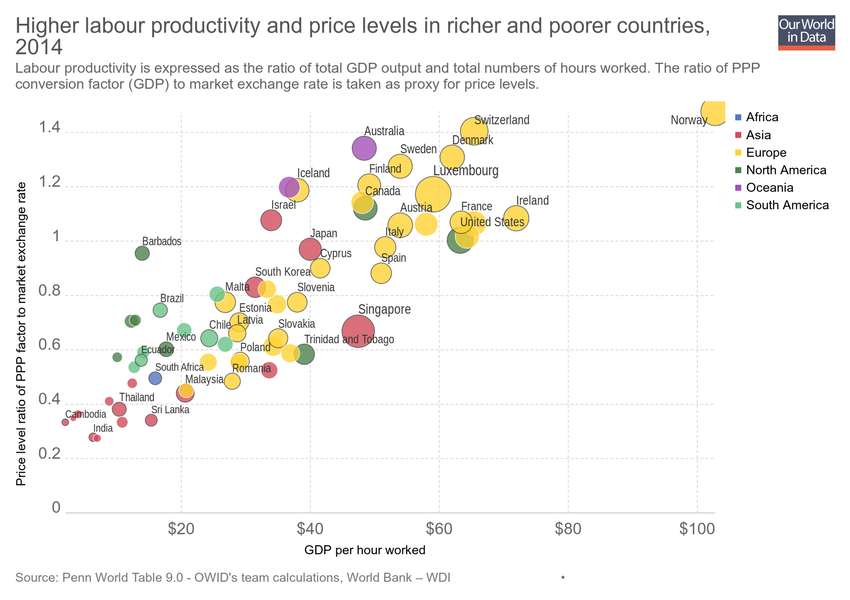 Higher labour productivity and price levels in richer and poorer countries,
2014
Our World
in Data
Labour productivity is expressed as the ratio of total GDP output and total numbers of hours worked. The ratio of PPP
conversion factor (GDP) to market exchange rate is taken as proxy for price levels.
Norway
Africa
Asia
Europe
North America
Oceania
South America
1.4
Switzerland
Australia
Denmark
Sweden
Finland
Luxembourg
Iceland
Canada
1.2
Israel
Austria
France
Ireland
United States
Japan
Italy
1
Barbados
Cyprus
Spain
South Korea
Malta
Slovenia
0.8
Brazil
Estonia
Singapore
Chile
Latvia
Slovakia
Mexico
Trinidad and Tobago
0.6
Ecuador
Poland
South Africa
Romania
Malaysia
0.4
Thailand
Sri Lanka
Cambodia
India
0.2
0
Price level ratio of PPP factor to market exchange rate
$20
$40
$60
$80
$100
GDP per hour worked
Source: Penn World Table 9.0 - OWID's team calculations, World Bank – WDI
•